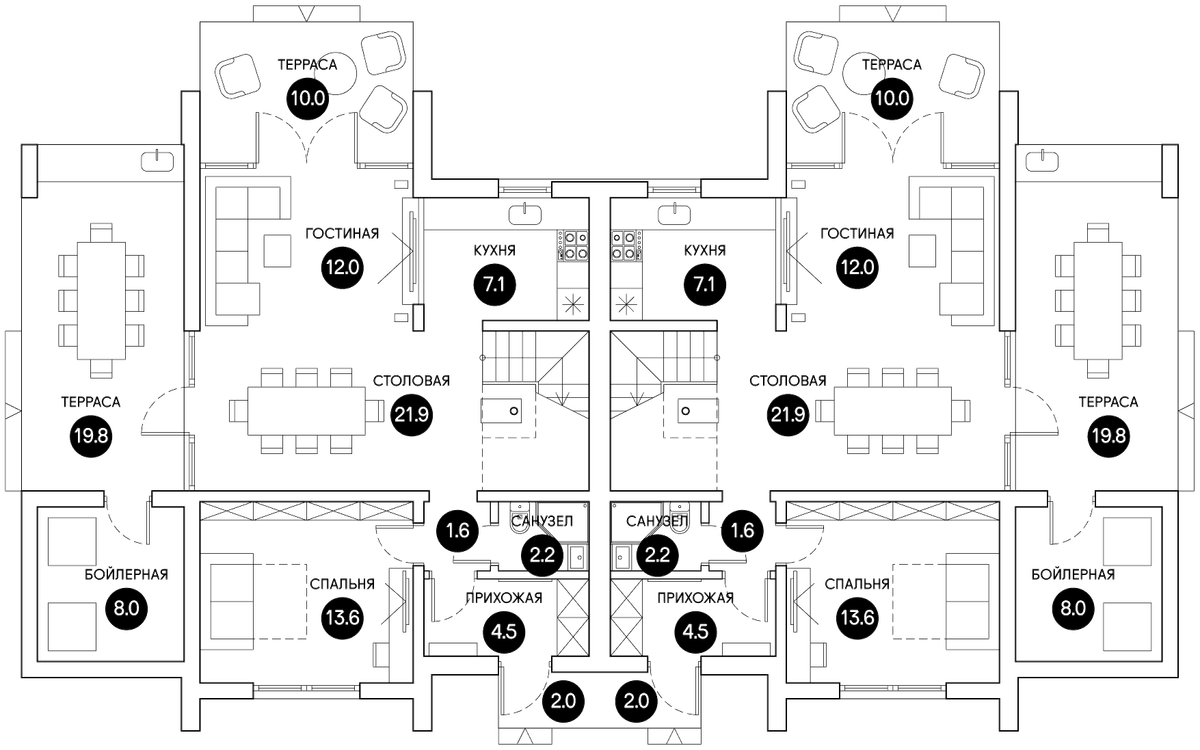 ТЕРРАСА
10.0
ТЕРРАСА
10.0
ГОСТИНАЯ
12.0
КУХНЯ
7.1
КУХНЯ
7.1
ГОСТИНАЯ
12.0
ТЕРРАСА
19.8
СТОЛОВАЯ
21.9
СТОЛОВАЯ
21.9
ТЕРРАСА
19.8
1.6
САНУЗЕЛ
2.2
САНУЗЕЛ
2.2
1.6
БОЙЛЕРНАЯ
8.0
СПАЛЬНЯ
13.6
ПРИХОЖАЯ
4.5
ПРИХОЖАЯ
4.5
СПАЛЬНЯ
13.6
БОЙЛЕРНАЯ
8.0
2.0
2.0